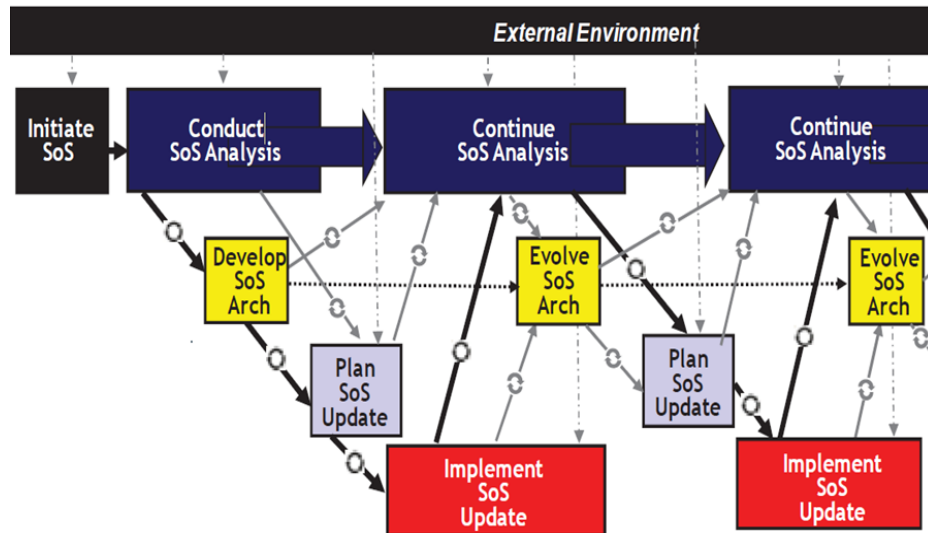 External Environment
Initiate
SoS
Conduct
SoS Analysis
Continue
SoS Analysis
Continue
SoS Analysis
Develop
SoS
Arch
Evolve
SoS
Arch
Evolve
SoS
Arch
Plan
SoS
Update
Plan
SoS
Update
Implement
SoS
Update
Implement
SoS
Update